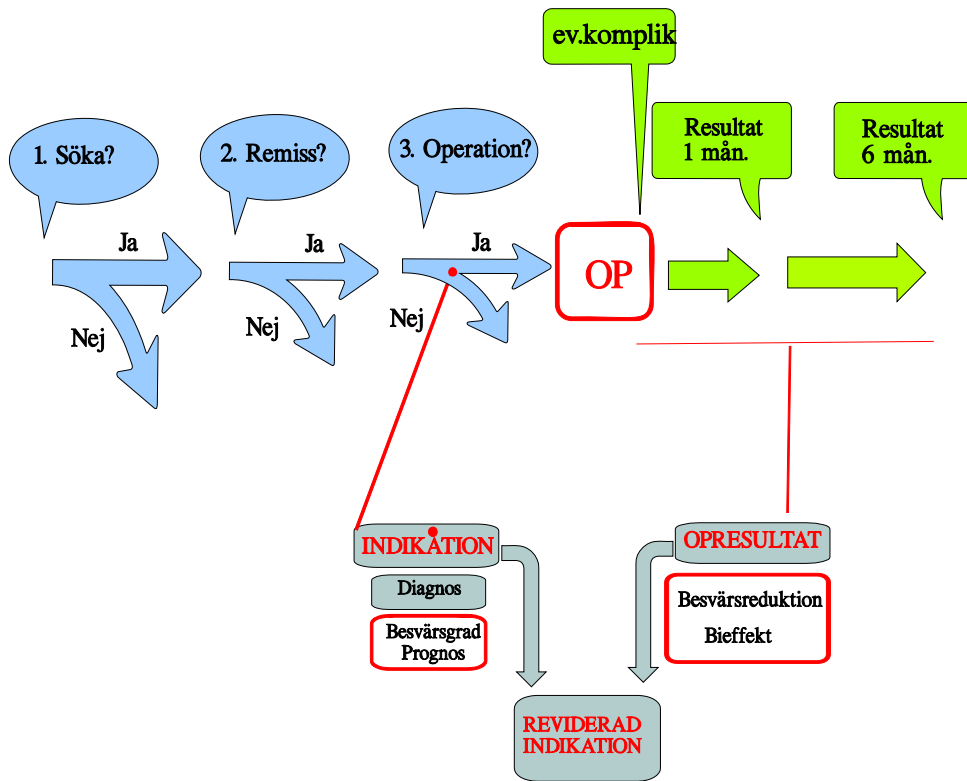 ev.komplik
1. Söka?
2. Remiss?
3. Operation?
Resultat
1 mån.
Resultat
6 mån.
Ja
Ja
Ja
Nej
Nej
Nej
OP
INDIKATION
Diagnos
Besvärsgrad
Prognos
OPRESULTAT
Besvärsreduktion
Bieffekt
REVIDERAD
INDIKATION